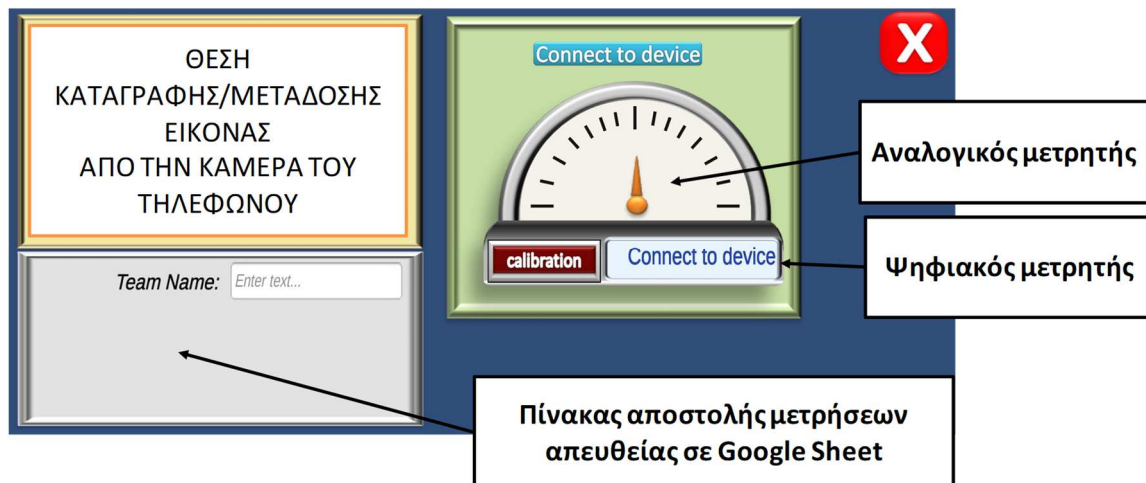 ΘΕΣΗ
ΚΑΤΑΓΡΑΦΗΣ/ΜΕΤΑΔΟΣΗΣ
ΕΙΚΟΝΑΣ
ΑΠΟ ΤΗΝ ΚΑΜΕΡΑ ΤΟΥ
ΤΗΛΕΦΩΝΟΥ
Connect to device
X
Αναλογικός μετρητής
calibration
Connect to device
Ψηφιακός μετρητής
Team Name:
Enter text...
Πίνακας αποστολής μετρήσεων
απευθείας σε Google Sheet